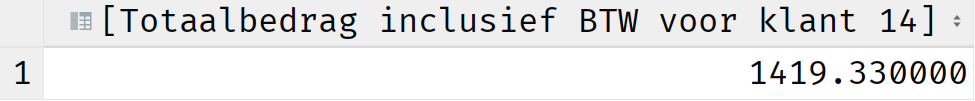 [Totaalbedrag inclusief BTW voor klant 14]
1 1419.330000